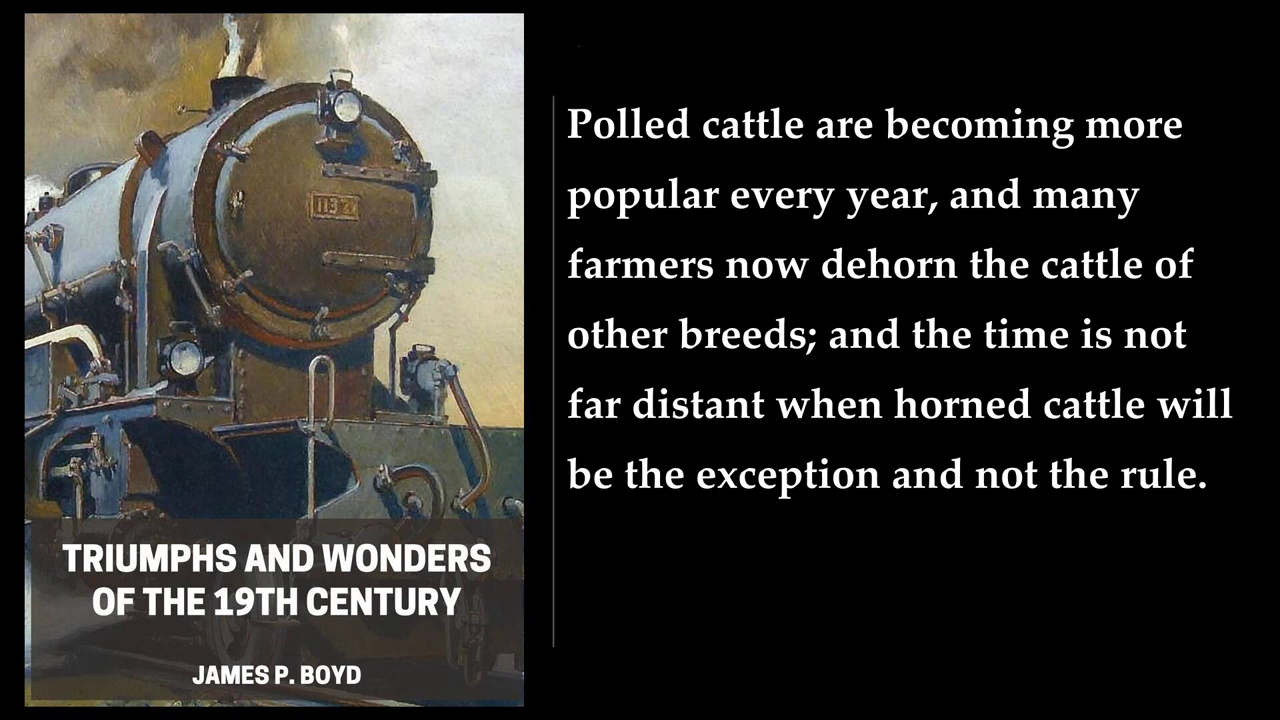 Polled cattle are becoming more
popular every year, and many
farmers now dehorn the cattle of
other breeds; and the time is not
far distant when horned cattle will
be the exception and not the rule.
TRIUMPHS AND WONDERS
OF THE 19TH CENTURY
JAMES P. BOYD